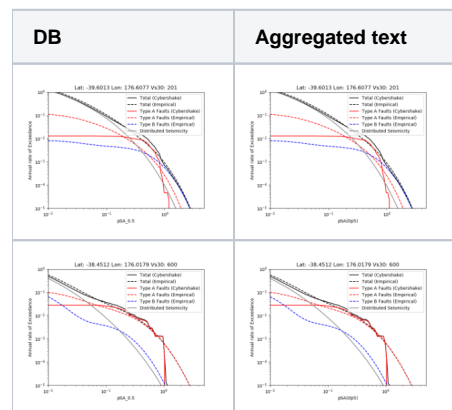 DB
Aggregated text
Lat: -39.6013 Lon: 176.6077 Vs30: 201
Total (Cybershake)
Total (Empirical)
Type A Faults (Cybershake)
Type A Faults (Empirical)
Type B Faults (Empirical)
Distributed Seismicity
Annual rate of Exceedance
pSA_0.5
Lat: -39.6013 Lon: 176.6077 Vs30: 201
Total (Cybershake)
Total (Empirical)
Type A Faults (Cybershake)
Type A Faults (Empirical)
Type B Faults (Empirical)
Distributed Seismicity
Annual rate of Exceedance
pSA(0p5)
Lat: -38.4512 Lon: 176.0179 Vs30: 600
Total (Cybershake)
Total (Empirical)
Type A Faults (Cybershake)
Type A Faults (Empirical)
Type B Faults (Empirical)
Distributed Seismicity
Annual rate of Exceedance
pSA_0.5
Lat: -38.4512 Lon: 176.0179 Vs30: 600
Total (Cybershake)
Total (Empirical)
Type A Faults (Cybershake)
Type A Faults (Empirical)
Type B Faults (Empirical)
Distributed Seismicity
Annual rate of Exceedance
pSA(0p5)